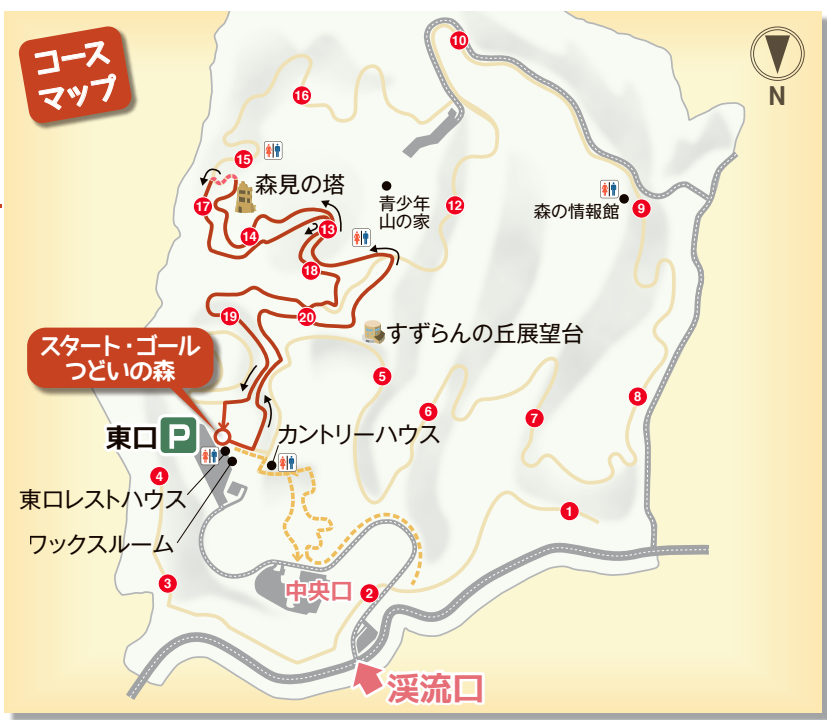 コース
マップ
N
10
16
15
森見の塔
青少年
山の家
12
森の情報館
9
17
14
13
18
19
20
すずらんの丘展望台
スタート・ゴール
つどいの森
5
6
7
8
東口 P
カントリーハウス
4
東口レストハウス
1
ワックスルーム
3
中央口
2
渓流口